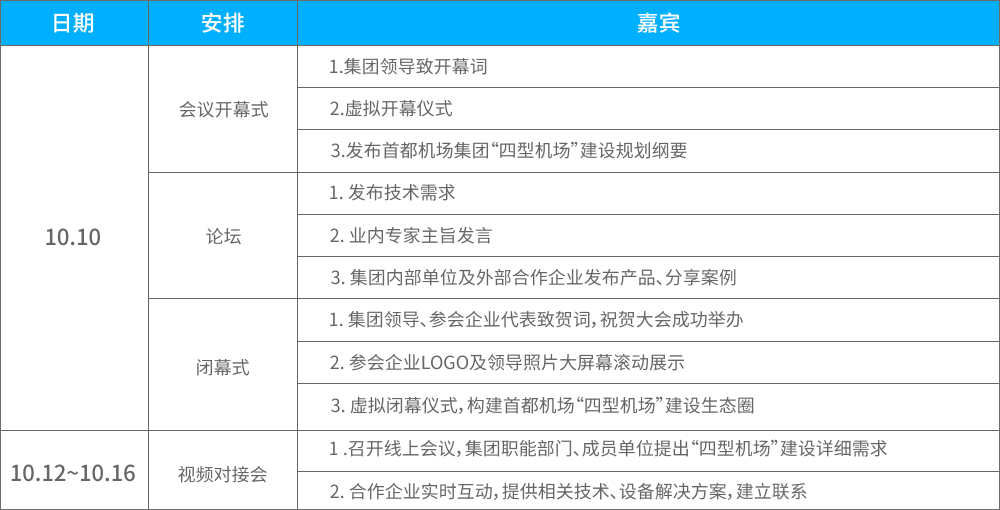 日期 安排 嘉宾
10.10
会议开幕式
1.集团领导致开幕词
2.虚拟开幕仪式
3.发布首都机场集团“四型机场”建设规划纲要
论坛
1. 发布技术需求
2. 业内专家主旨发言
3. 集团内部单位及外部合作企业发布产品、分享案例
闭幕式
1. 集团领导、参会企业代表致贺词，祝贺大会成功举办
2. 参会企业LOGO及领导照片大屏幕滚动展示
3. 虚拟闭幕仪式，构建首都机场“四型机场”建设生态圈
10.12~10.16
视频对接会
1 .召开线上会议，集团职能部门、成员单位提出“四型机场”建设详细需求
2. 合作企业实时互动，提供相关技术、设备解决方案，建立联系